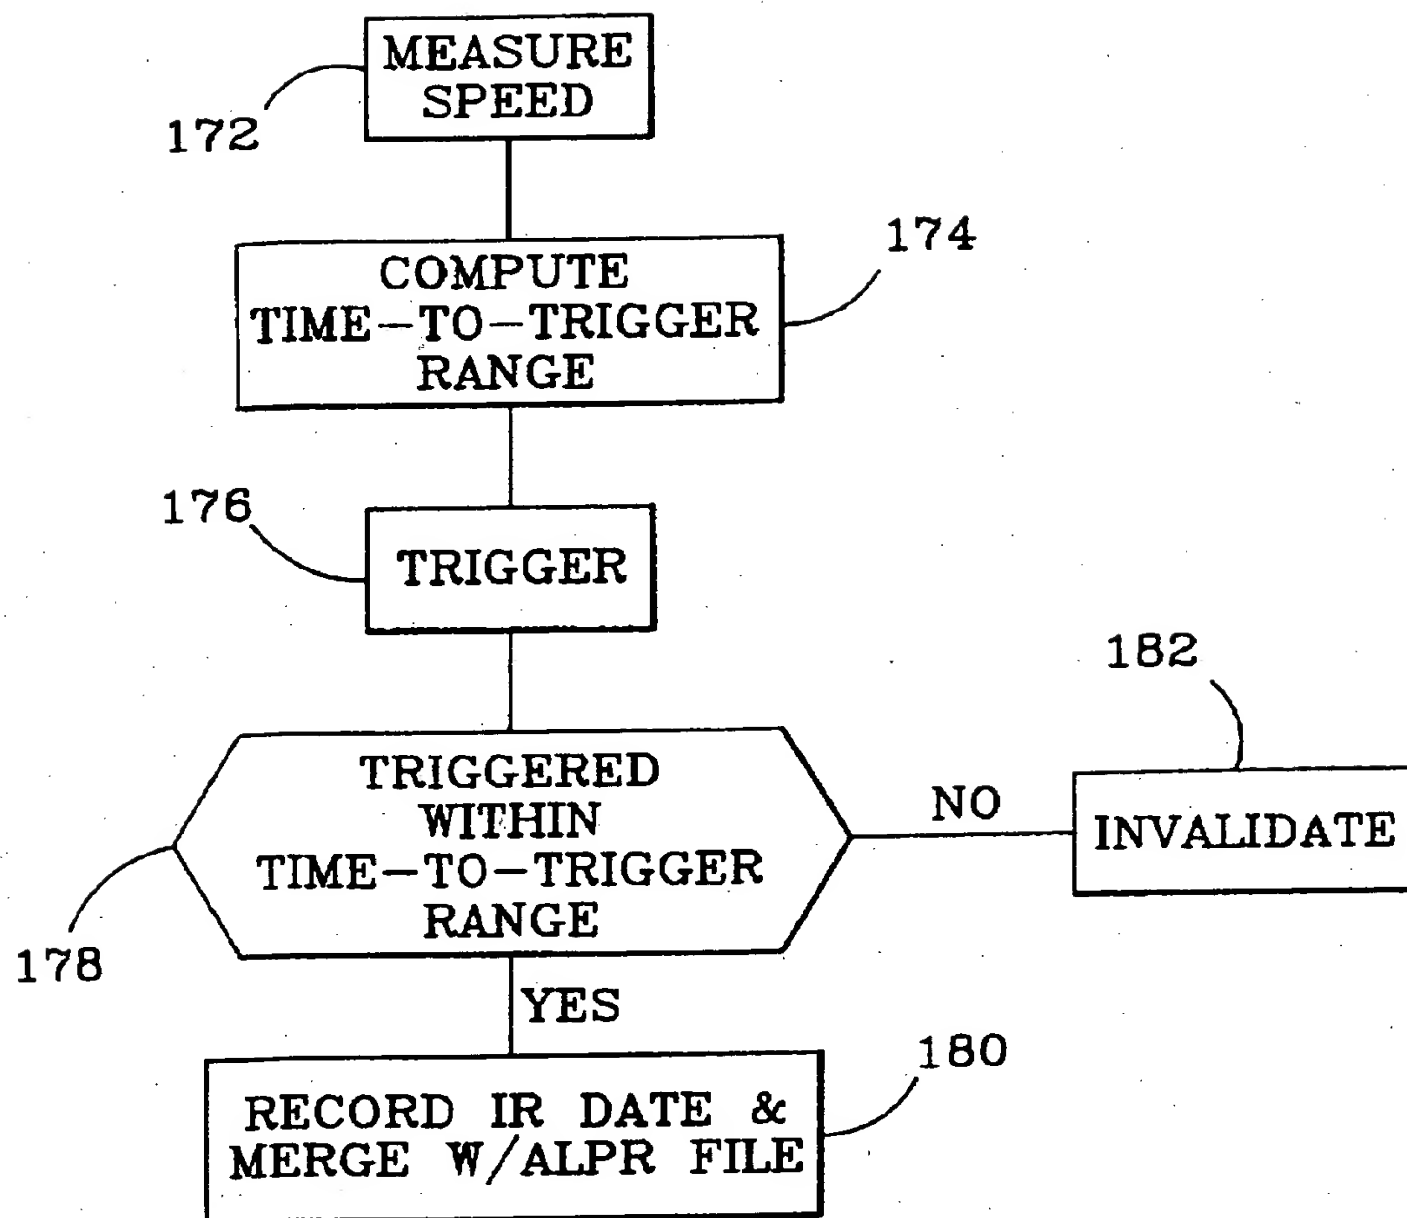 MEASURE
SPEED
172
174
COMPUTE
TIME-TO-TRIGGER
RANGE
176
TRIGGER
182
TRIGGERED
WITHIN
TIME-TO-TRIGGER
RANGE
NO
INVALIDATE
178
YES
180
RECORD IR DATE &
MERGE W/ALPR FILE